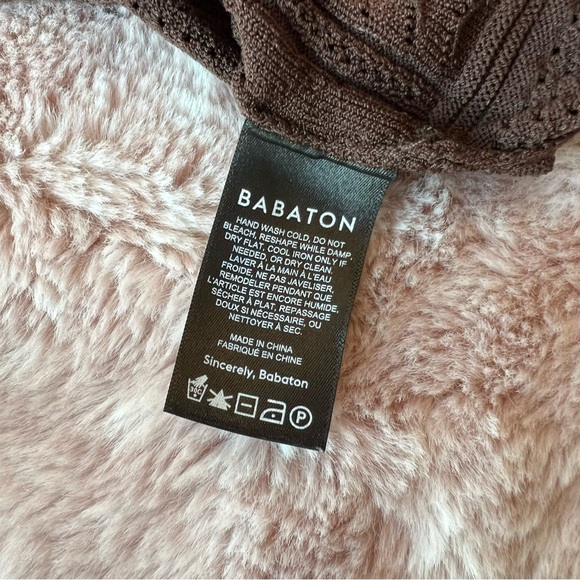 BABATON
HAND WASH COLD, DO NOT
BLEACH, RESHAPE WHILE DAMP,
DRY FLAT, COOL IRON ONLY IF
NEEDED, OR DRY CLEAN.
LAVER À LA MAIN À L'EAU
FROIDE, NE PAS JAVELISER,
REMODELER PENDANT QUE
L'ARTICLE EST ENCORE HUMIDE,
SÉCHER À PLAT, REPASSAGE
DOUX SI NÉCESSAIRE, OU
NETTOYER À SEC.
MADE IN CHINA
FABRIQUÉ EN CHINE
Sincerely, Babaton
30C P